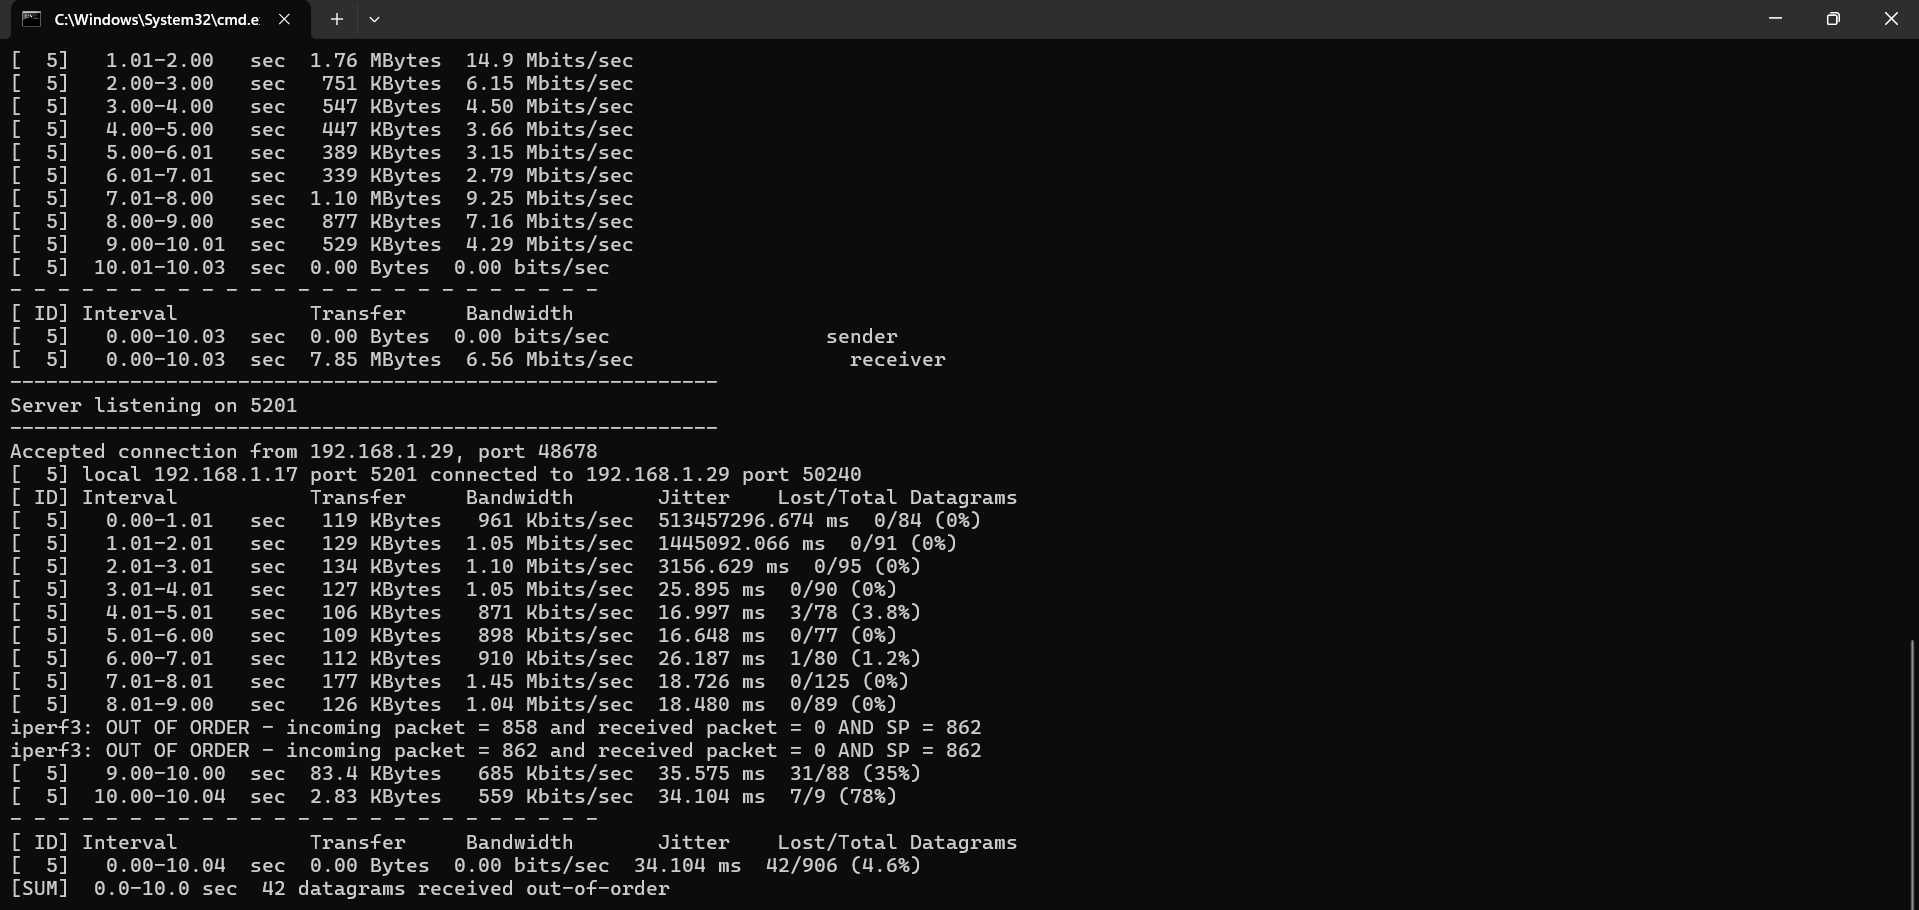 C:\Windows\System32\cmd.e
[  5]   1.01-2.00   sec  1.76 MBytes  14.9 Mbits/sec
[  5]   2.00-3.00   sec   751 KBytes  6.15 Mbits/sec
[  5]   3.00-4.00   sec   547 KBytes  4.50 Mbits/sec
[  5]   4.00-5.00   sec   447 KBytes  3.66 Mbits/sec
[  5]   5.00-6.01   sec   389 KBytes  3.15 Mbits/sec
[  5]   6.01-7.01   sec   339 KBytes  2.79 Mbits/sec
[  5]   7.01-8.00   sec  1.10 MBytes  9.25 Mbits/sec
[  5]   8.00-9.00   sec   877 KBytes  7.16 Mbits/sec
[  5]   9.00-10.01  sec   529 KBytes  4.29 Mbits/sec
[  5]  10.01-10.03  sec  0.00 Bytes  0.00 bits/sec
- - - - - - - - - - - - - - - - - - - - - - - - -
[ ID] Interval           Transfer     Bandwidth
[  5]   0.00-10.03  sec  0.00 Bytes  0.00 bits/sec                  sender
[  5]   0.00-10.03  sec  7.85 MBytes  6.56 Mbits/sec                  receiver
-----------------------------------------------------------
Server listening on 5201
-----------------------------------------------------------
Accepted connection from 192.168.1.29, port 48678
[  5] local 192.168.1.17 port 5201 connected to 192.168.1.29 port 50240
[ ID] Interval           Transfer     Bandwidth       Jitter    Lost/Total Datagrams
[  5]   0.00-1.01   sec   119 KBytes   961 Kbits/sec  513457296.674 ms  0/84 (0%)
[  5]   1.01-2.01   sec   129 KBytes  1.05 Mbits/sec  1445092.066 ms  0/91 (0%)
[  5]   2.01-3.01   sec   134 KBytes  1.10 Mbits/sec  3156.629 ms  0/95 (0%)
[  5]   3.01-4.01   sec   127 KBytes  1.05 Mbits/sec  25.895 ms  0/90 (0%)
[  5]   4.01-5.01   sec   106 KBytes   871 Kbits/sec  16.997 ms  3/78 (3.8%)
[  5]   5.01-6.00   sec   109 KBytes   898 Kbits/sec  16.648 ms  0/77 (0%)
[  5]   6.00-7.01   sec   112 KBytes   910 Kbits/sec  26.187 ms  1/80 (1.2%)
[  5]   7.01-8.01   sec   177 KBytes  1.45 Mbits/sec  18.726 ms  0/125 (0%)
[  5]   8.01-9.00   sec   126 KBytes  1.04 Mbits/sec  18.480 ms  0/89 (0%)
iperf3: OUT OF ORDER - incoming packet = 858 and received packet = 0 AND SP = 862
iperf3: OUT OF ORDER - incoming packet = 862 and received packet = 0 AND SP = 862
[  5]   9.00-10.00  sec  83.4 KBytes   685 Kbits/sec  35.575 ms  31/88 (35%)
[  5]  10.00-10.04  sec  2.83 KBytes   559 Kbits/sec  34.104 ms  7/9 (78%)
- - - - - - - - - - - - - - - - - - - - - - - - -
[ ID] Interval           Transfer     Bandwidth       Jitter    Lost/Total Datagrams
[  5]   0.00-10.04  sec  0.00 Bytes  0.00 bits/sec  34.104 ms  42/906 (4.6%)
[SUM]  0.0-10.0 sec  42 datagrams received out-of-order